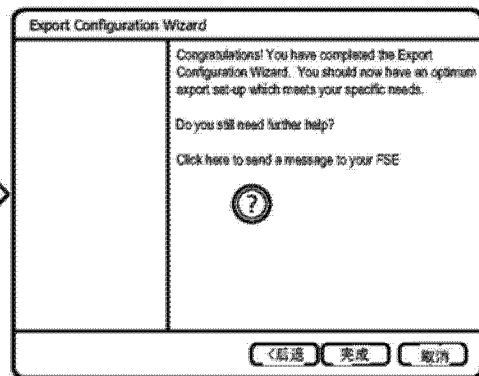 Export Configuration Wizard
Congratulations! You have completed the Export
Configuration Wizard. You should now have an optimum
export set-up which meets your specific needs.
Do you still need further help?
Click here to send a message to your FSE
?
<后退
完成
取消